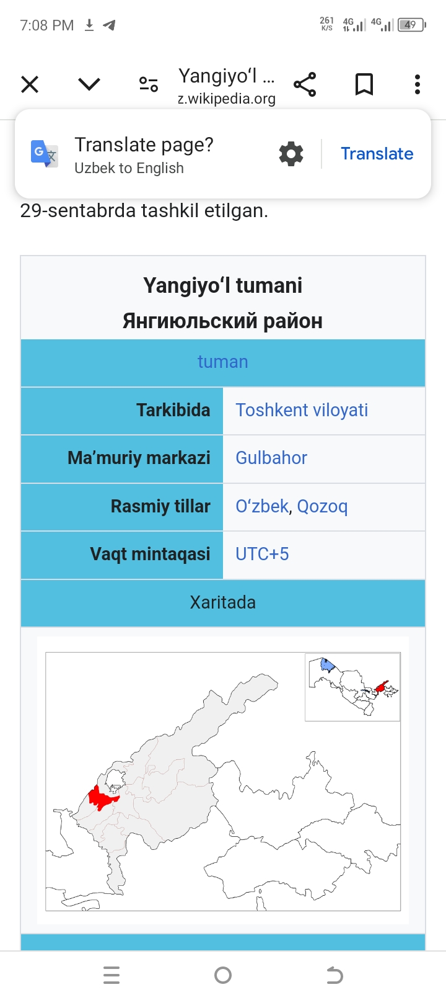 7:08 PM
261 K/S 4G 4G 49
Yangiyoʻl ...
z.wikipedia.org
Translate page?
Uzbek to English
Translate
29-sentabrda tashkil etilgan.
Yangiyoʻl tumani
Янгиюльский район
tuman
Tarkibida Toshkent viloyati
Maʼmuriy markazi Gulbahor
Rasmiy tillar Oʻzbek, Qozoq
Vaqt mintaqasi UTC+5
Xaritada